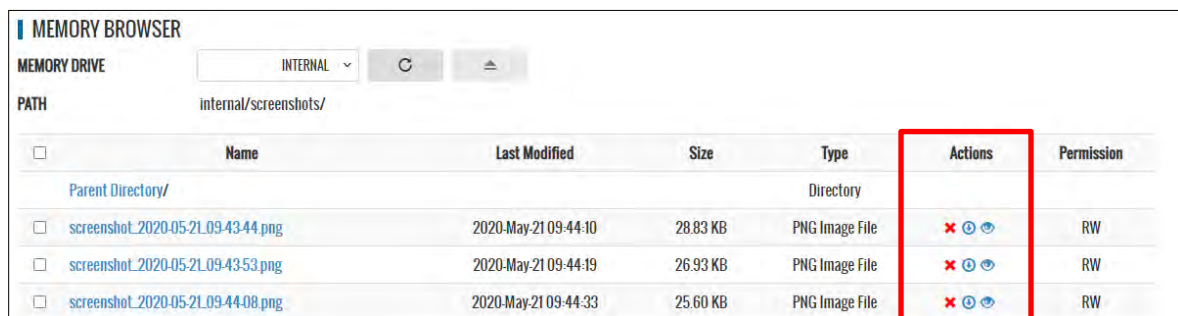 MEMORY BROWSER
MEMORY DRIVE INTERNAL
PATH internal/screenshots/
Name Last Modified Size Type Actions Permission
Parent Directory/ Directory
screenshot_2020-05-21_09-43-44.png 2020-May-21 09:44:10 28.83 KB PNG Image File RW
screenshot_2020-05-21_09-43-53.png 2020-May-21 09:44:19 26.93 KB PNG Image File RW
screenshot_2020-05-21_09-44-08.png 2020-May-21 09:44:33 25.60 KB PNG Image File RW